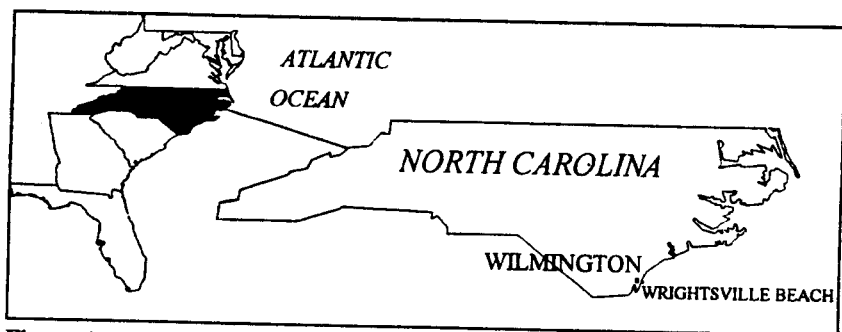 ATLANTIC
OCEAN
NORTH CAROLINA
WILMINGTON
WRIGHTSVILLE BEACH